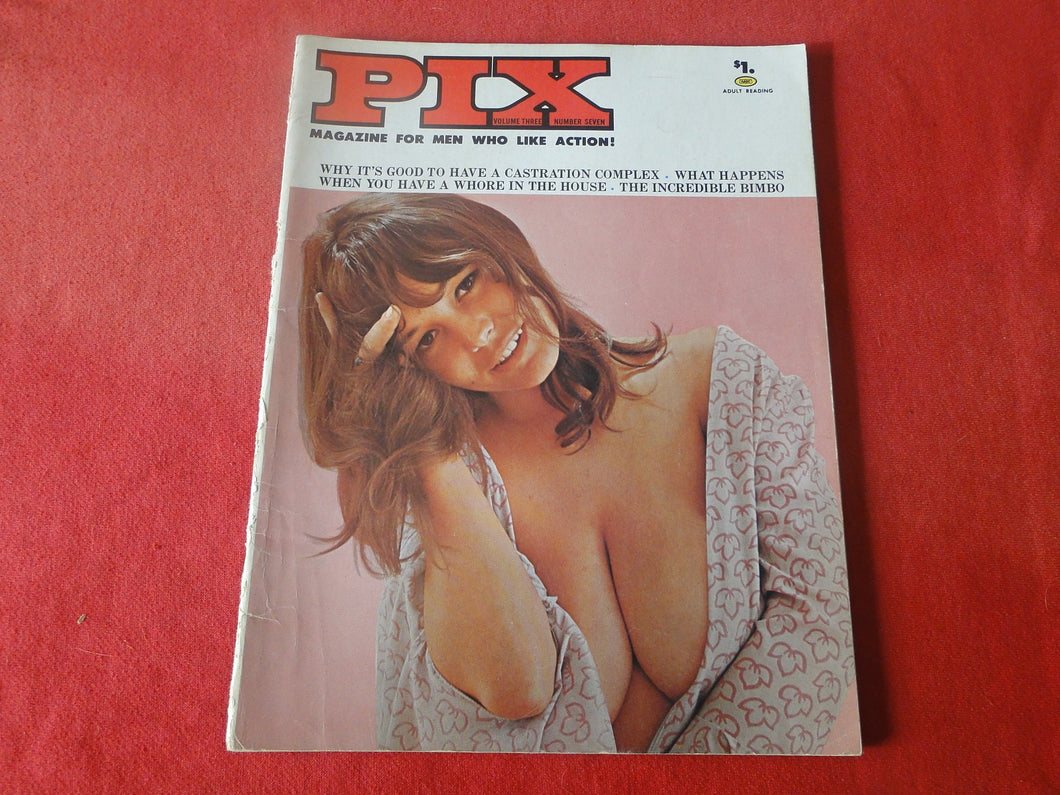 PIX
VOLUME THREE NUMBER SEVEN
MAGAZINE FOR MEN WHO LIKE ACTION!
$1.
ADULT READING
WHY IT'S GOOD TO HAVE A CASTRATION COMPLEX • WHAT HAPPENS
WHEN YOU HAVE A WHORE IN THE HOUSE • THE INCREDIBLE BIMBO